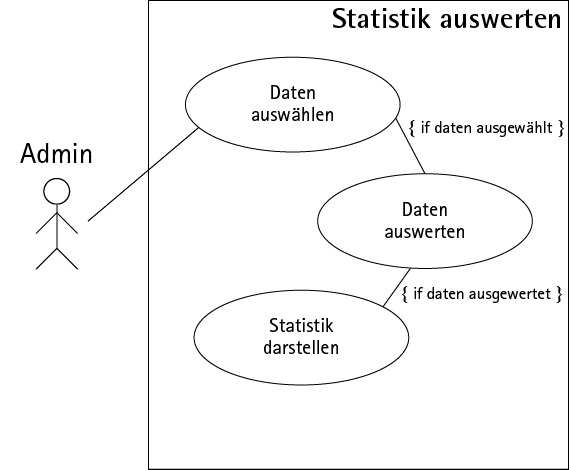 Statistik auswerten
Daten
auswählen
{ if daten ausgewählt }
Admin
Daten
auswerten
{ if daten ausgewertet }
Statistik
darstellen